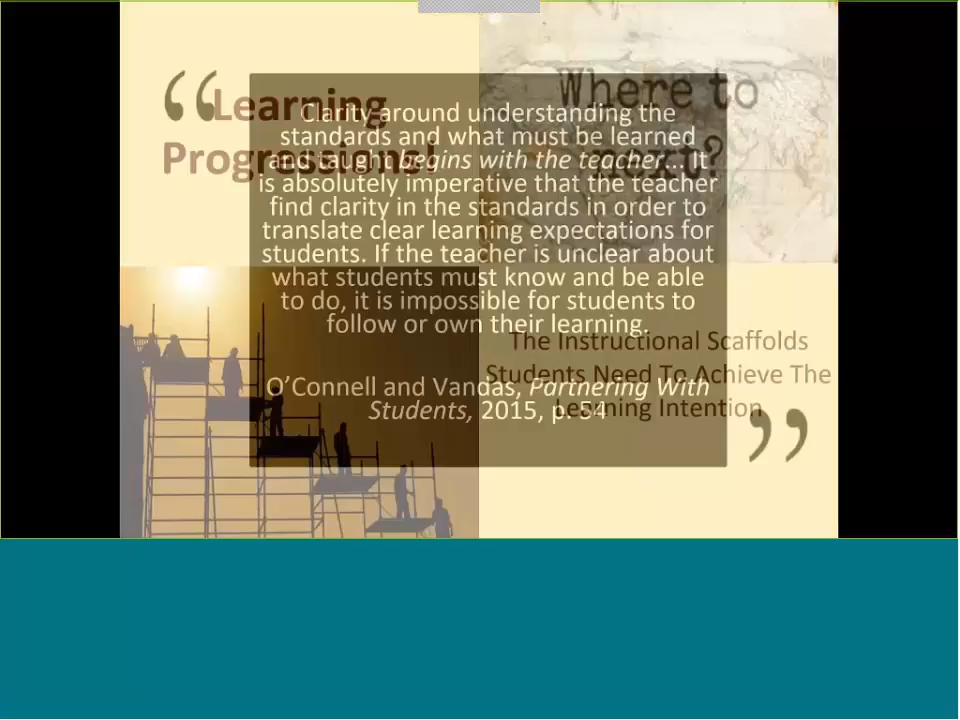 “
Learning
Progressions!
Where to
next?
Clarity around understanding the
standards and what must be learned
and taught begins with the teacher... It
is absolutely imperative that the teacher
find clarity in the standards in order to
translate clear learning expectations for
students. If the teacher is unclear about
what students must know and be able
to do, it is impossible for students to
follow or own their learning.
O’Connell and Vandas, Partnering With
Students, 2015, p. 54
The Instructional Scaffolds
Students Need To Achieve The
Learning Intention
”